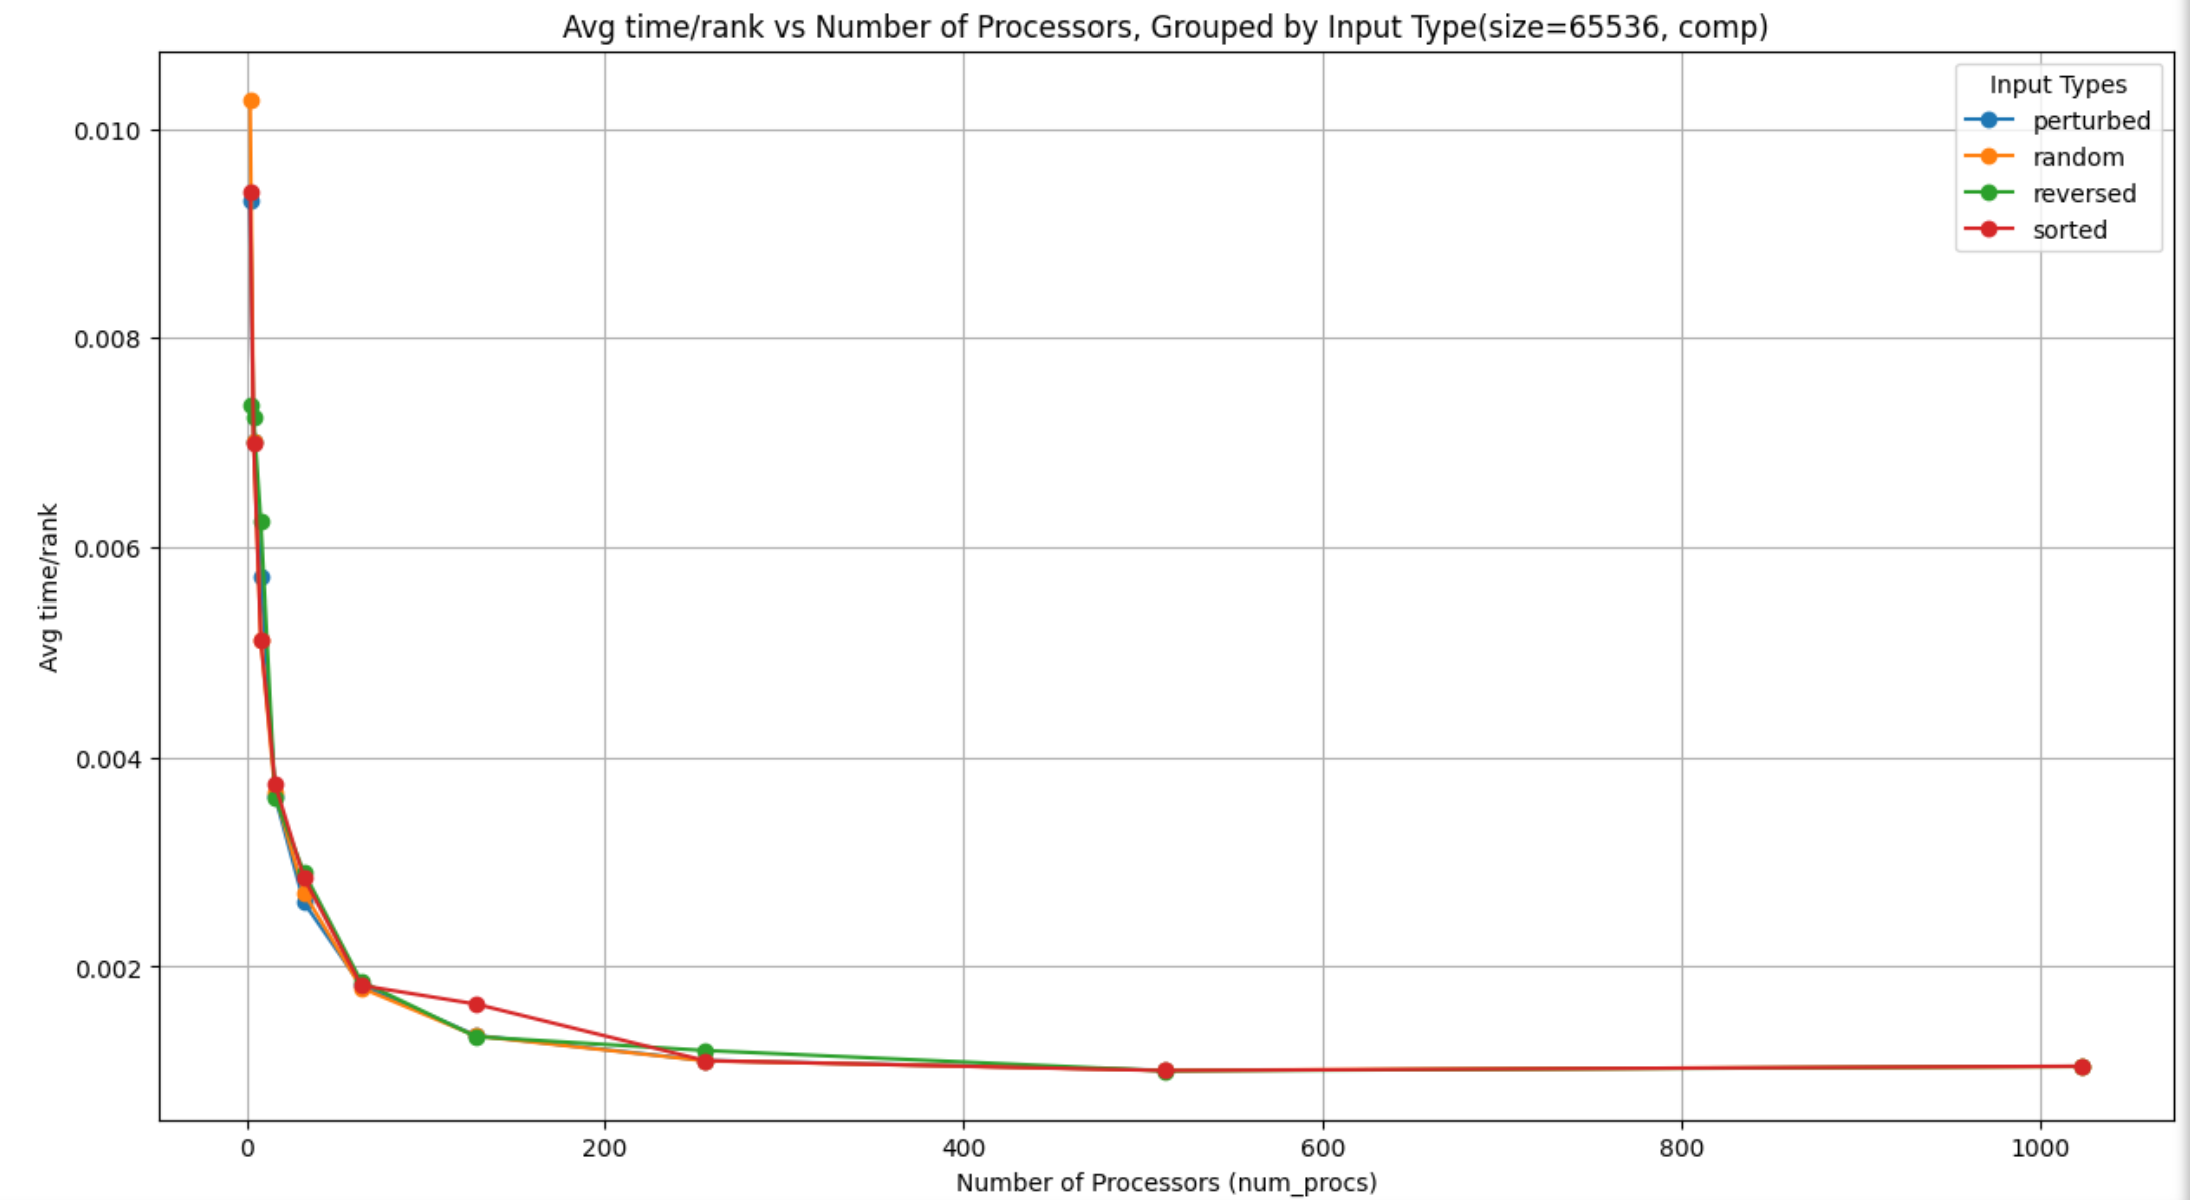 Avg time/rank vs Number of Processors, Grouped by Input Type(size=65536, comp)
Input Types
perturbed
random
reversed
sorted
Avg time/rank
0.010
0.008
0.006
0.004
0.002
0
200
400
600
800
1000
Number of Processors (num_procs)